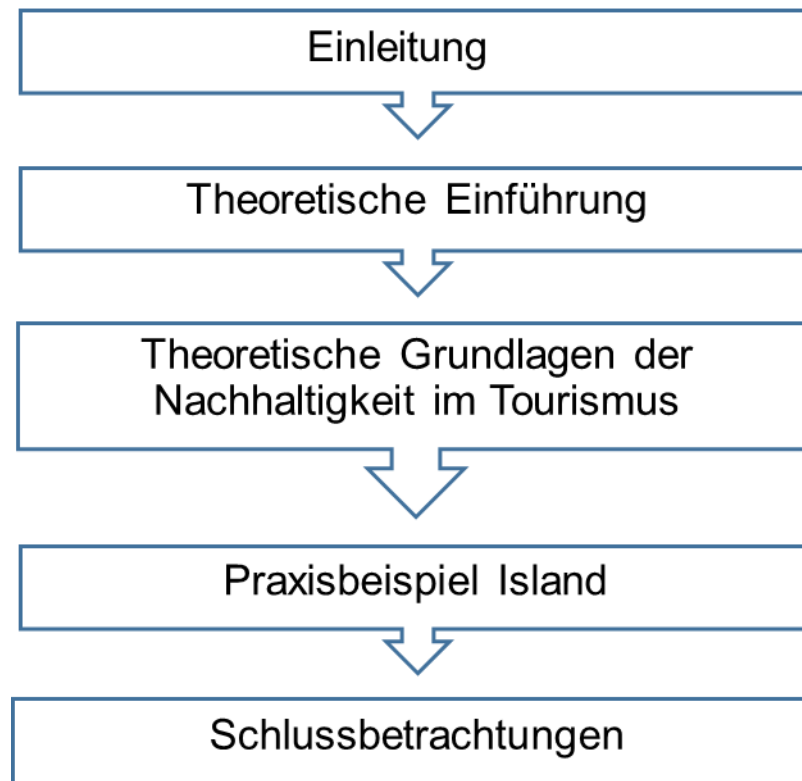 Einleitung
Theoretische Einführung
Theoretische Grundlagen der
Nachhaltigkeit im Tourismus
Praxisbeispiel Island
Schlussbetrachtungen